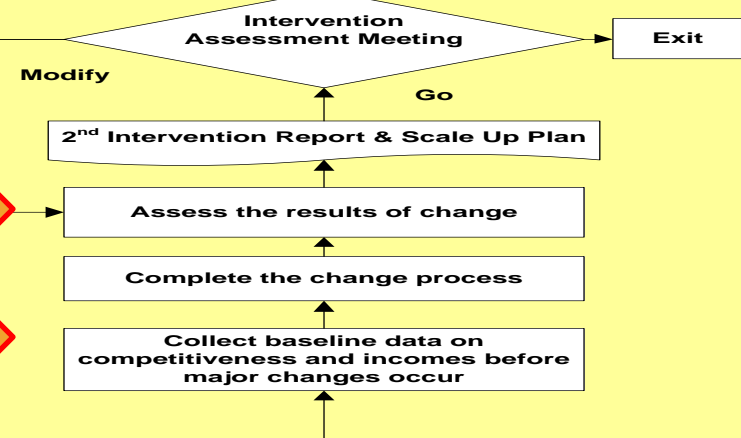 Intervention
Assessment Meeting
Exit
Modify
Go
2nd Intervention Report & Scale Up Plan
Assess the results of change
Complete the change process
Collect baseline data on
competitiveness and incomes before
major changes occur